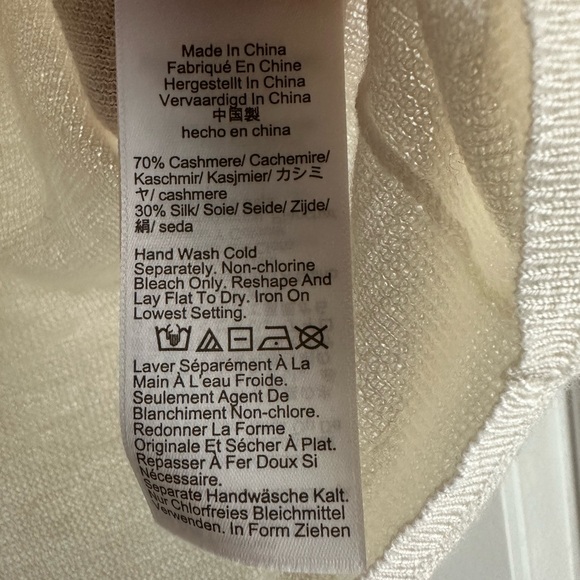 Made In China
Fabriqué En Chine
Hergestellt In China
Vervaardigd In China
中国製
hecho en china
70% Cashmere/ Cachemire/
Kaschmir/ Kasjmier/ カシミ
ヤ/ cashmere
30% Silk/ Soie/ Seide/ Zijde/
絹/ seda
Hand Wash Cold
Separately. Non-chlorine
Bleach Only. Reshape And
Lay Flat To Dry. Iron On
Lowest Setting.
Laver Séparément À La
Main À L'eau Froide.
Seulement Agent De
Blanchiment Non-chlore.
Redonner La Forme
Originale Et Sécher À Plat.
Repasser À Fer Doux Si
Nécessaire.
Separate Handwäsche Kalt.
Nur Chlorfreies Bleichmittel
Verwenden. In Form Ziehen